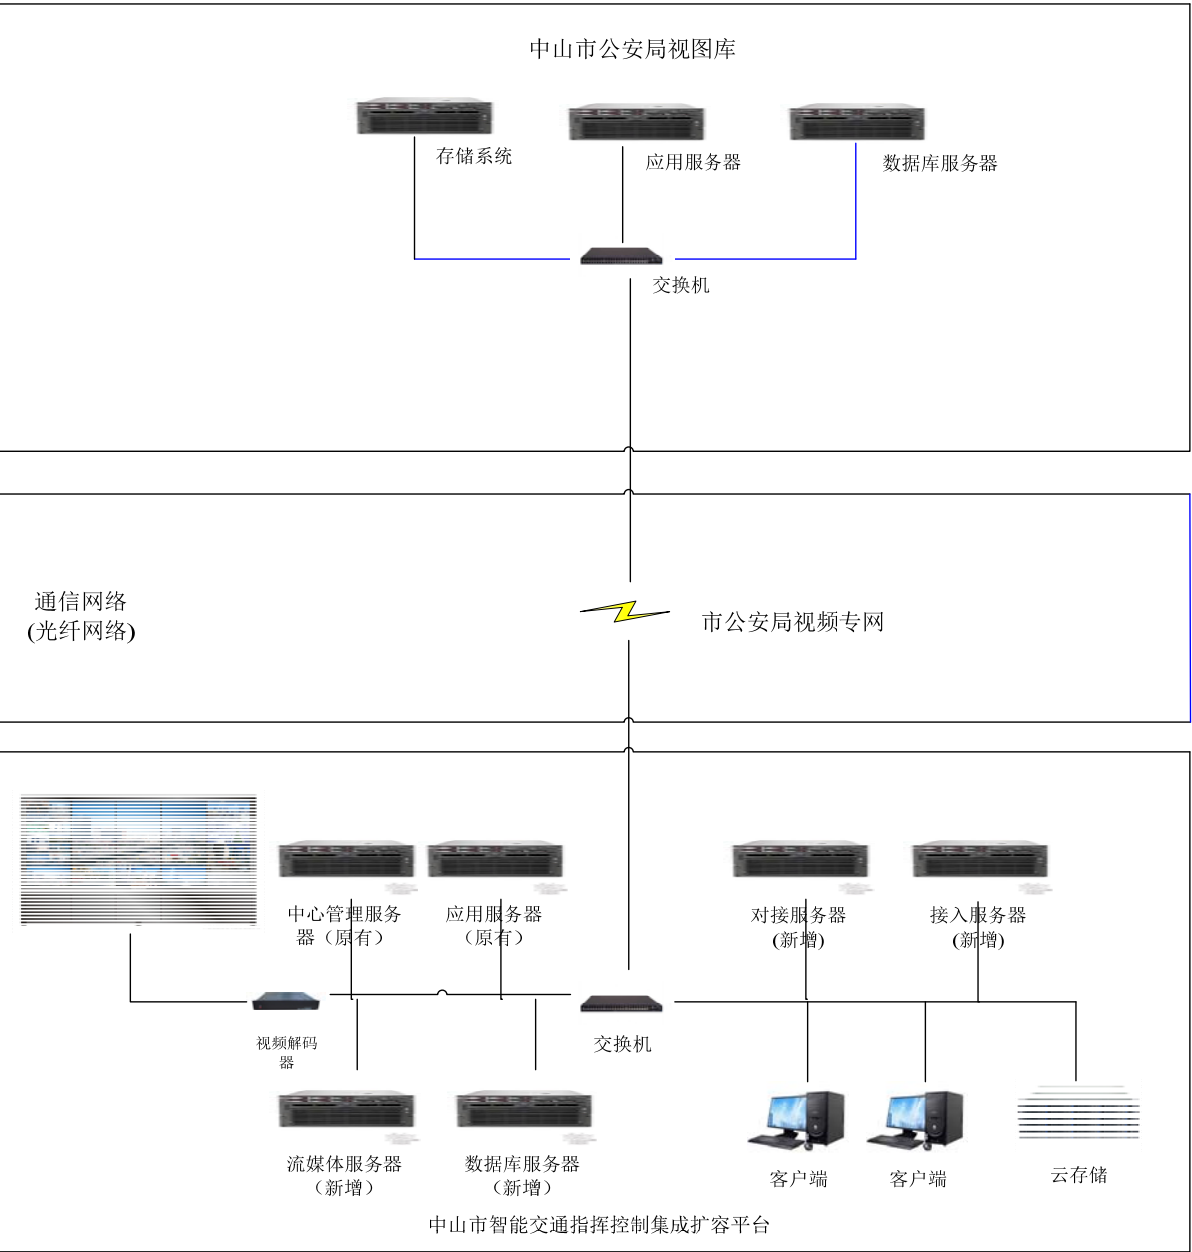 中山市公安局视图库
存储系统
应用服务器
数据库服务器
交换机
通信网络
(光纤网络)
市公安局视频专网
中心管理服务
器（原有）
应用服务器
（原有）
对接服务器
(新增)
接入服务器
(新增)
视频解码
器
交换机
流媒体服务器
（新增）
数据库服务器
（新增）
客户端
客户端
云存储
中山市智能交通指挥控制集成扩容平台